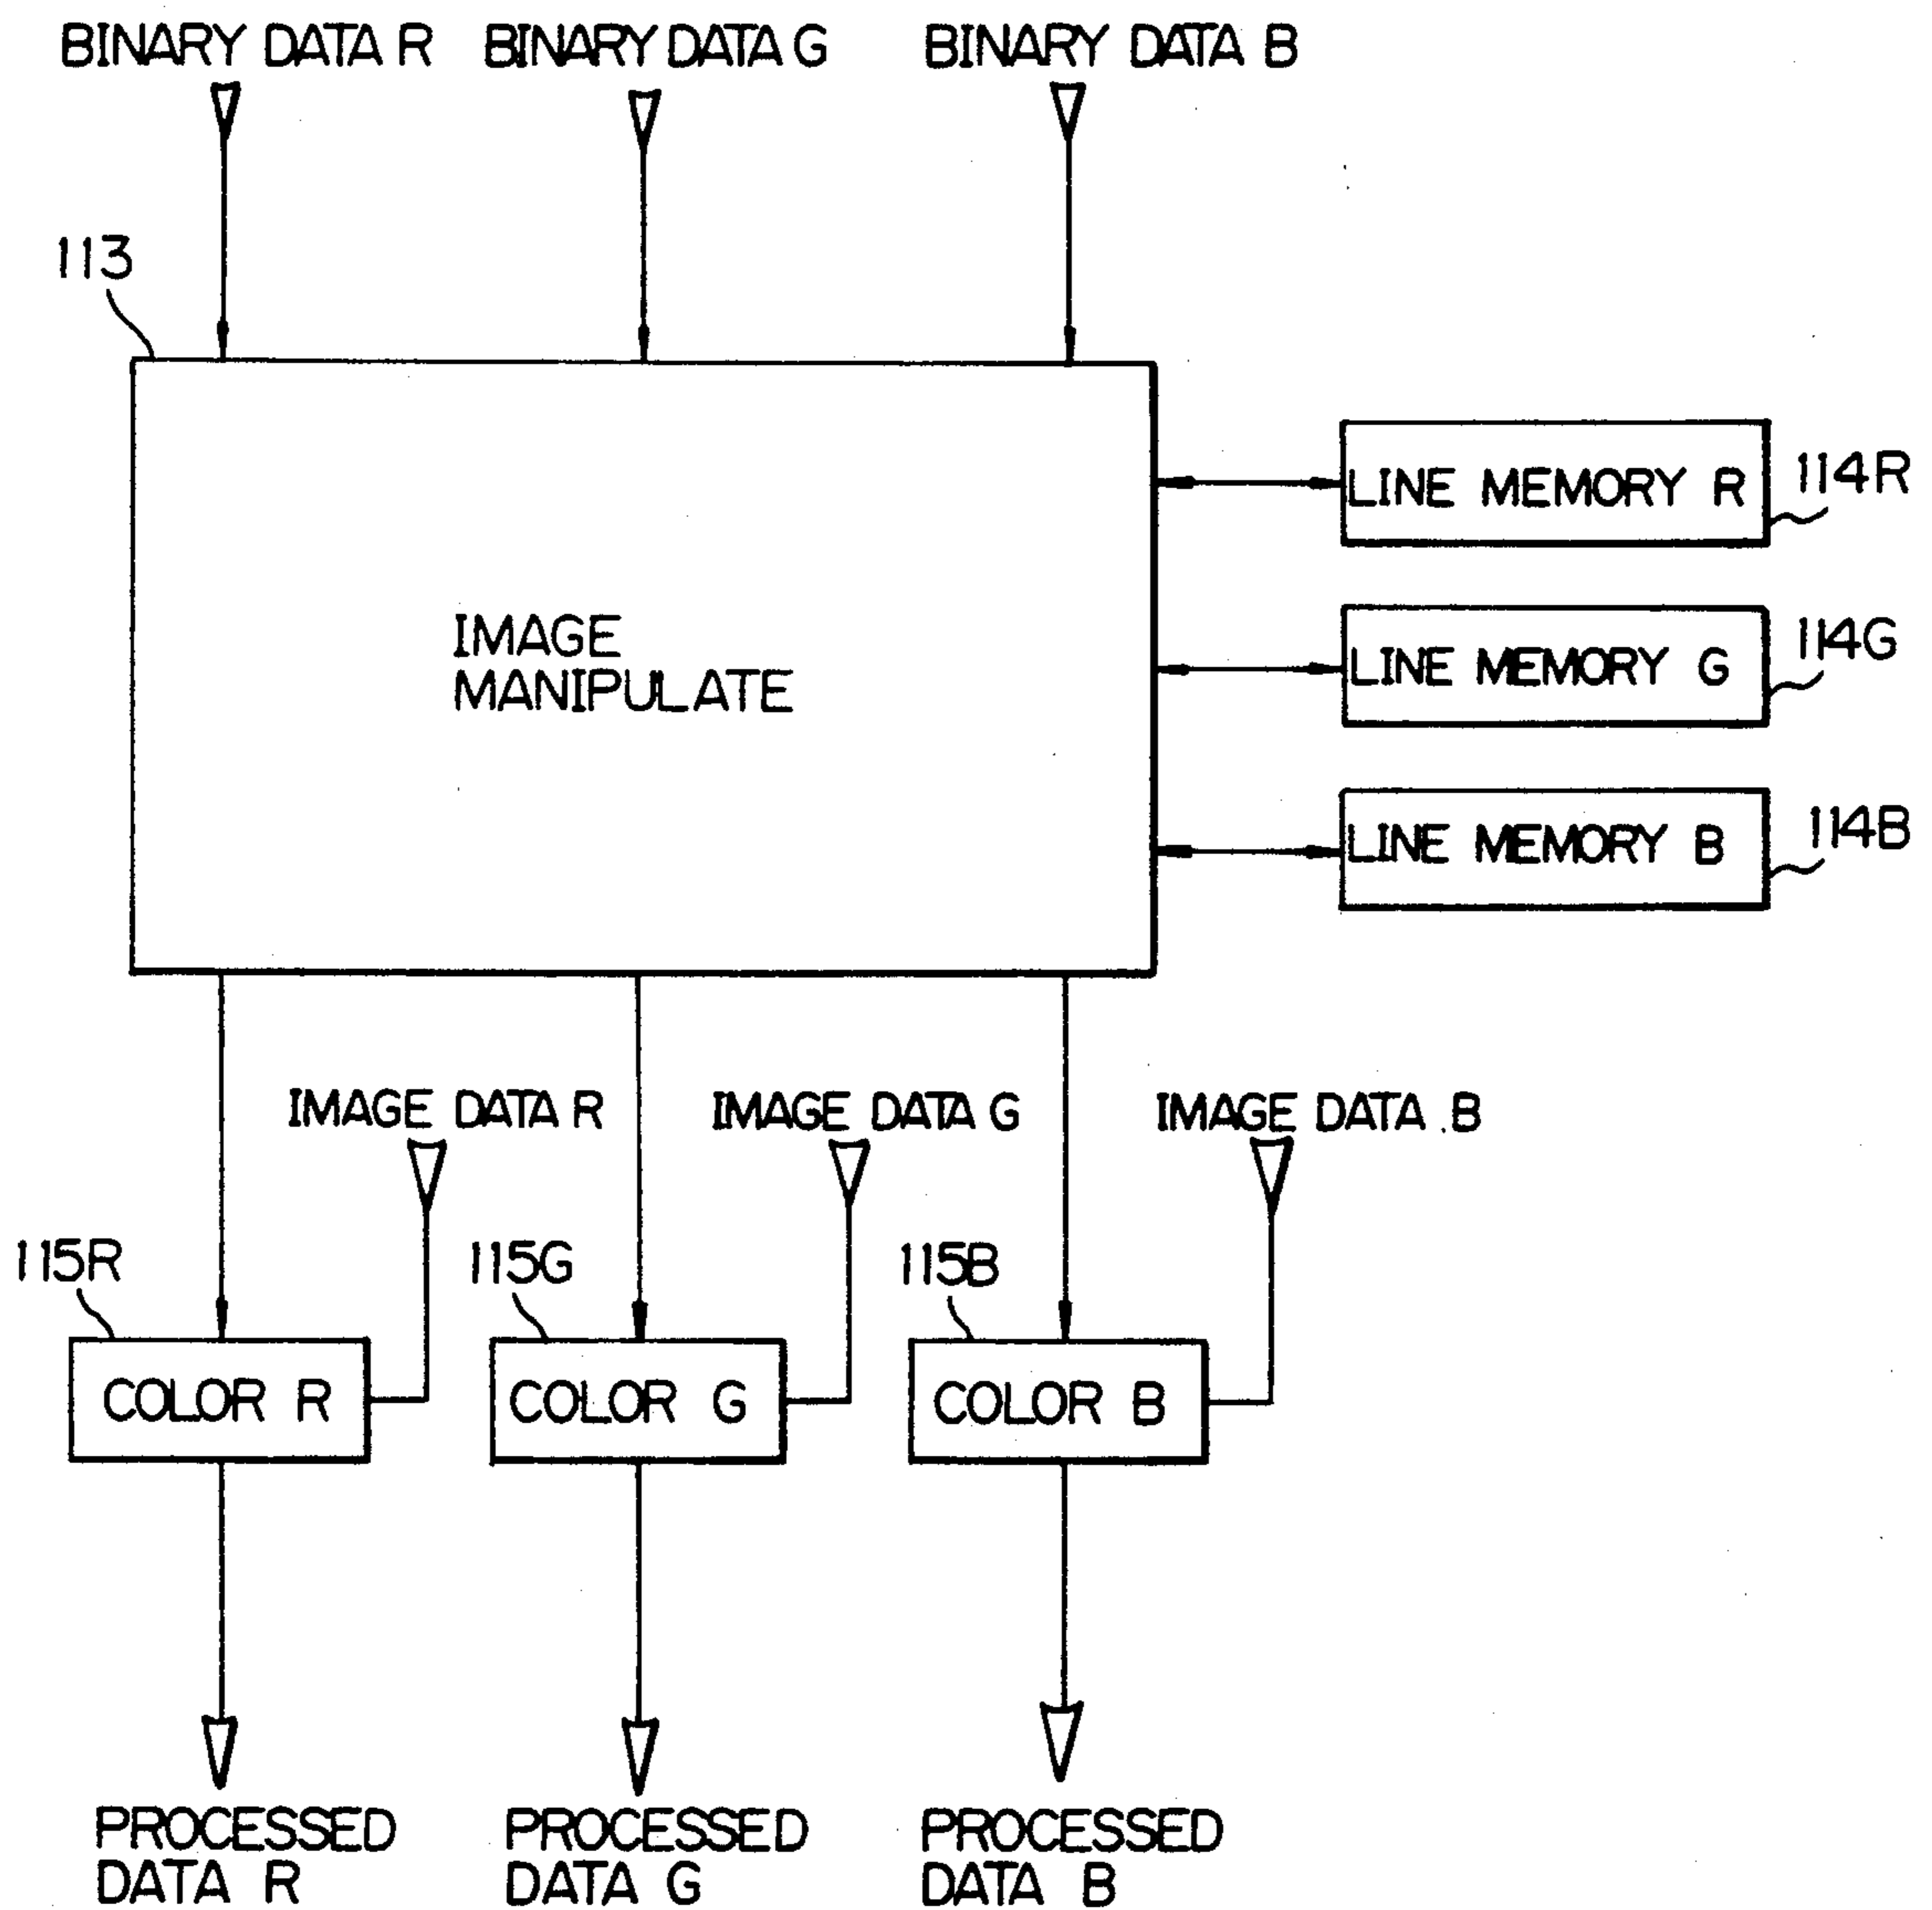 BINARY DATA R
BINARY DATA G
BINARY DATA B
113
IMAGE
MANIPULATE
LINE MEMORY R
114R
LINE MEMORY G
114G
LINE MEMORY B
114B
IMAGE DATA R
IMAGE DATA G
IMAGE DATA B
115R
115G
115B
COLOR R
COLOR G
COLOR B
PROCESSED
DATA R
PROCESSED
DATA G
PROCESSED
DATA B